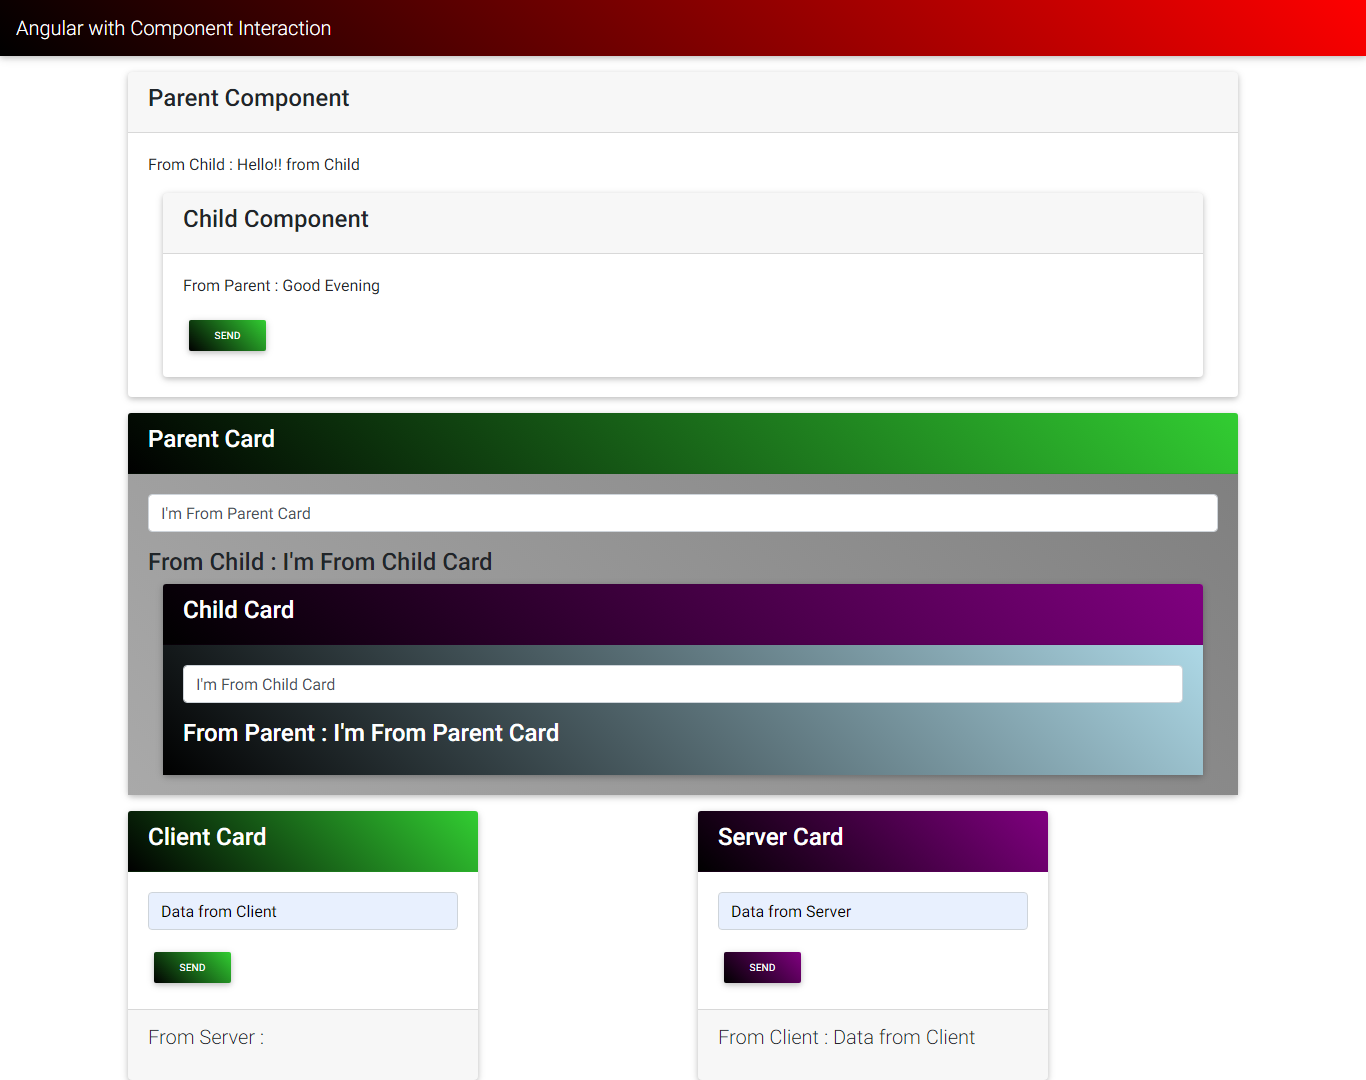 Angular with Component Interaction
Parent Component
From Child : Hello!! from Child
Child Component
From Parent : Good Evening
SEND
Parent Card
I'm From Parent Card
From Child : I'm From Child Card
Child Card
I'm From Child Card
From Parent : I'm From Parent Card
Client Card
Data from Client
SEND
From Server :
Server Card
Data from Server
SEND
From Client : Data from Client